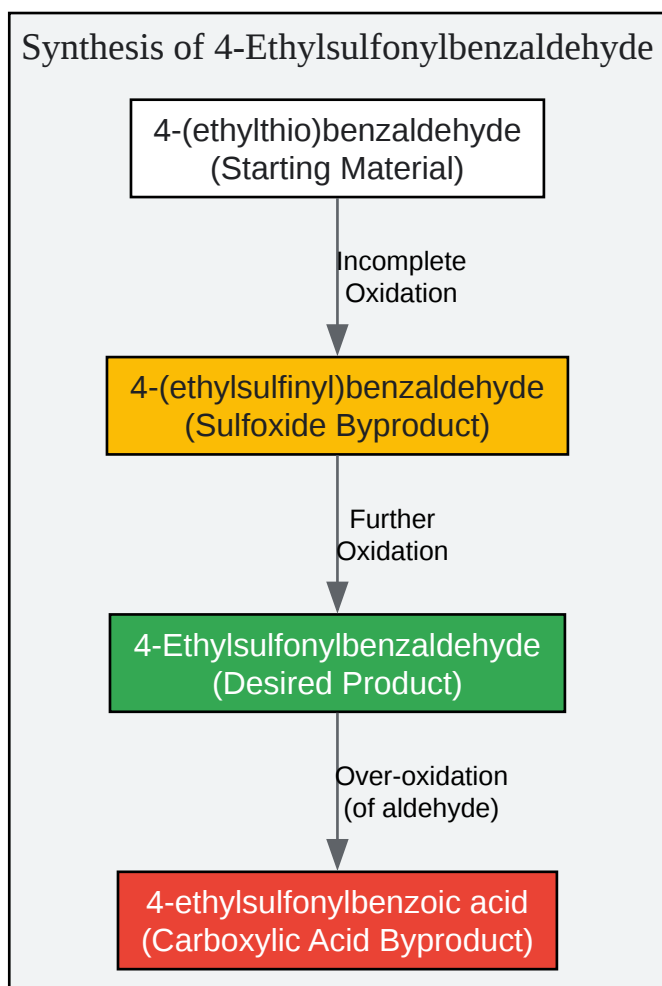 Synthesis of 4-Ethylsulfonylbenzaldehyde
4-(ethylthio)benzaldehyde
(Starting Material)
Incomplete
Oxidation
4-(ethylsulfinyl)benzaldehyde
(Sulfoxide Byproduct)
Further
Oxidation
4-Ethylsulfonylbenzaldehyde
(Desired Product)
Over-oxidation
(of aldehyde)
4-ethylsulfonylbenzoic acid
(Carboxylic Acid Byproduct)